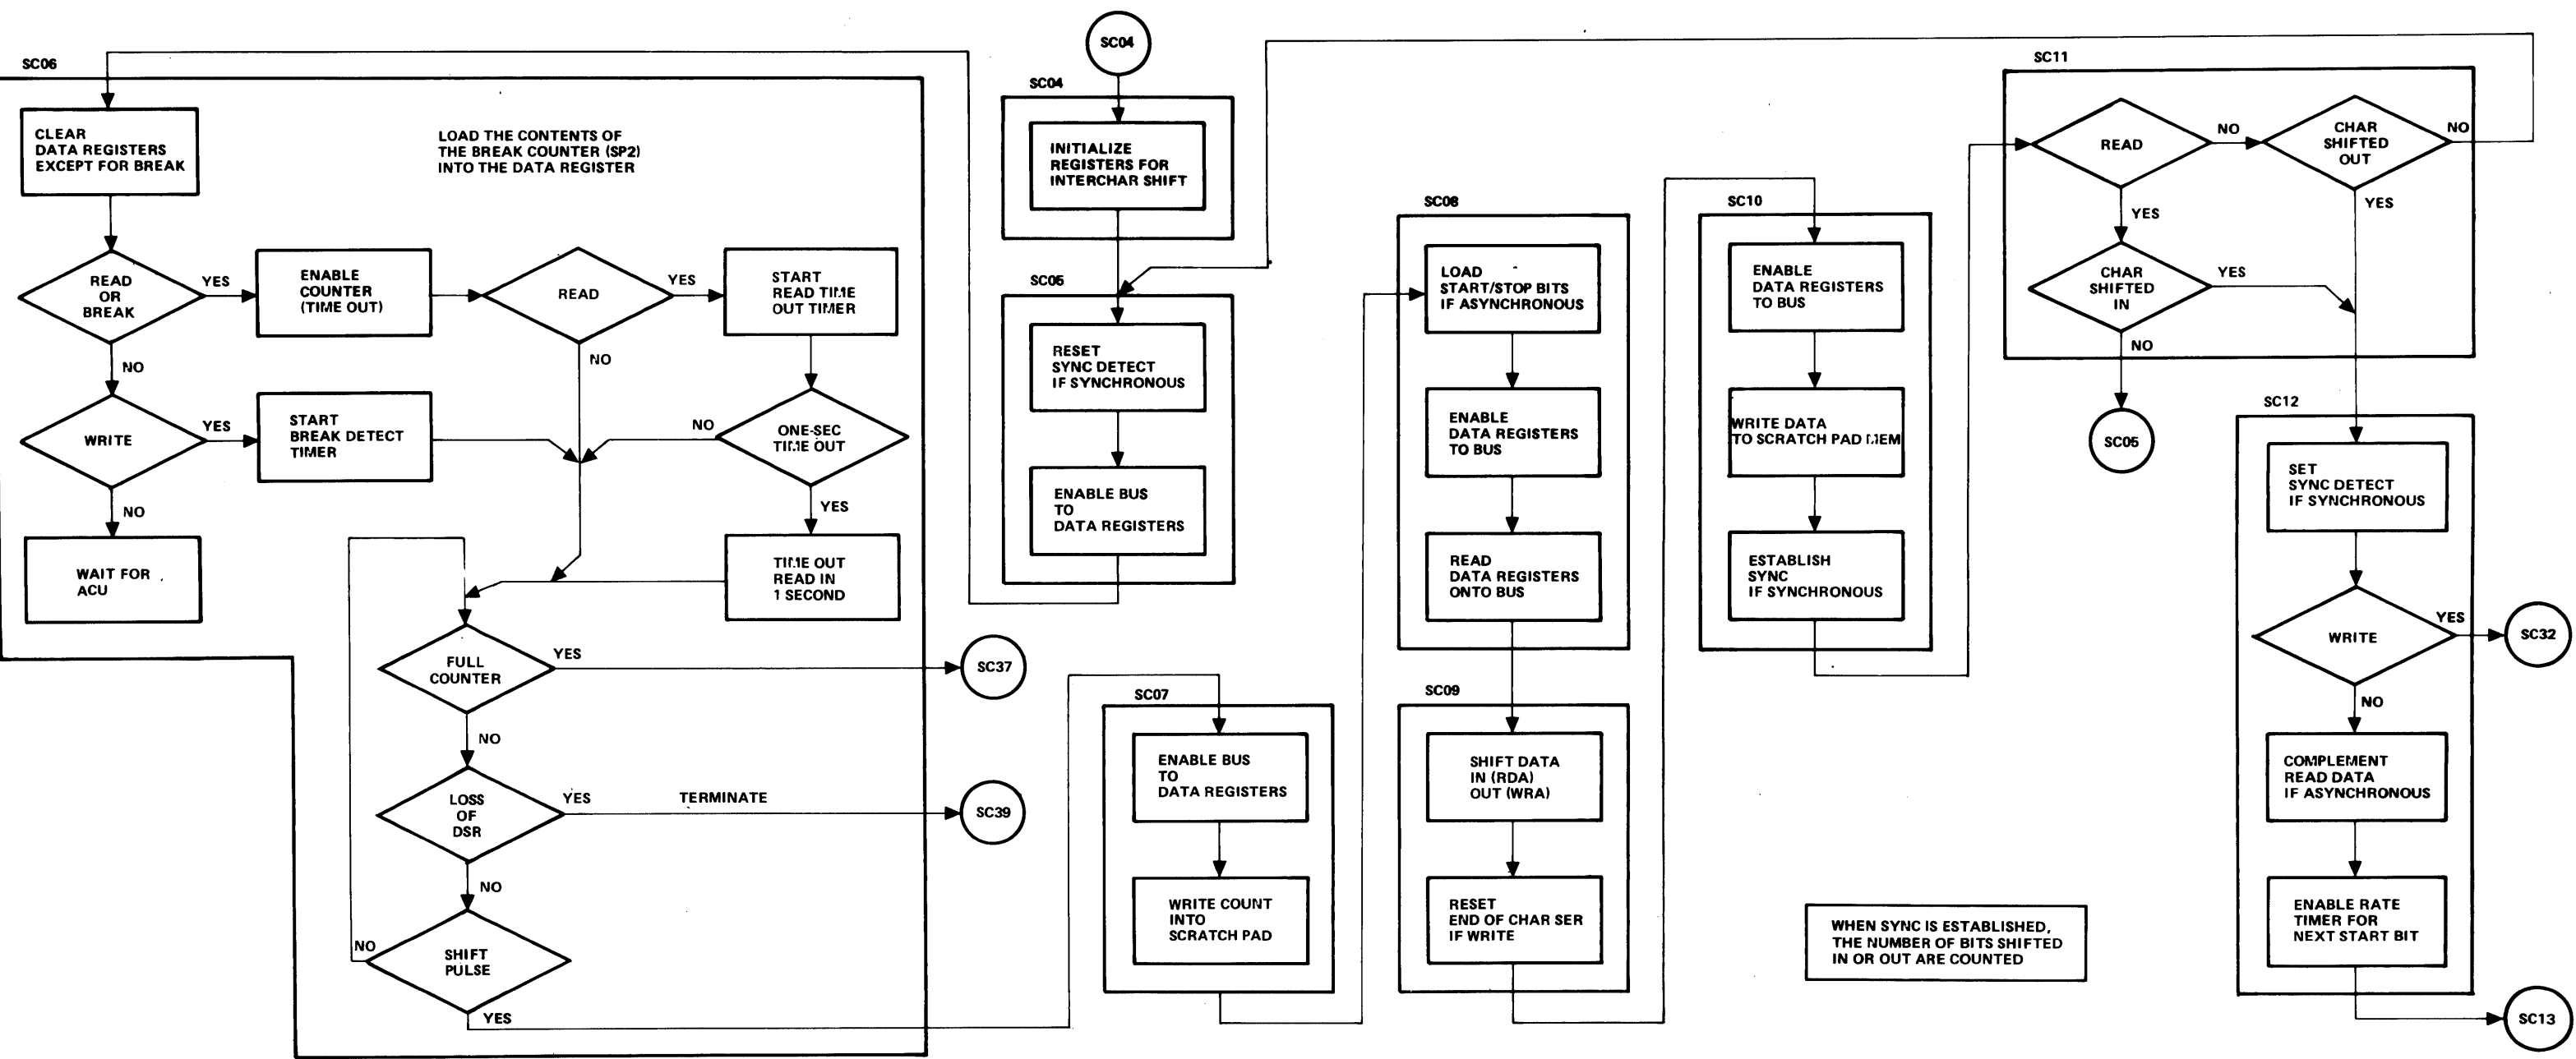 SC06
CLEAR
DATA REGISTERS
EXCEPT FOR BREAK
LOAD THE CONTENTS OF
THE BREAK COUNTER (SP2)
INTO THE DATA REGISTER
READ
OR
BREAK
YES
ENABLE
COUNTER
(TIME OUT)
READ
YES
START
READ TIME
OUT TIMER
NO
NO
WRITE
YES
START
BREAK DETECT
TIMER
NO
ONE-SEC
TIME OUT
YES
NO
WAIT FOR
ACU
TIME OUT
READ IN
1 SECOND
FULL
COUNTER
YES
SC37
NO
LOSS
OF
DSR
YES
TERMINATE
SC39
NO
SHIFT
PULSE
NO
YES
SC04
SC04
INITIALIZE
REGISTERS FOR
INTERCHAR SHIFT
SC05
RESET
SYNC DETECT
IF SYNCHRONOUS
ENABLE BUS
TO
DATA REGISTERS
SC07
ENABLE BUS
TO
DATA REGISTERS
WRITE COUNT
INTO
SCRATCH PAD
SC08
LOAD
START/STOP BITS
IF ASYNCHRONOUS
ENABLE
DATA REGISTERS
TO BUS
READ
DATA REGISTERS
ONTO BUS
SC09
SHIFT DATA
IN (RDA)
OUT (WRA)
RESET
END OF CHAR SER
IF WRITE
SC10
ENABLE
DATA REGISTERS
TO BUS
WRITE DATA
TO SCRATCH PAD MEM
ESTABLISH
SYNC
IF SYNCHRONOUS
SC11
READ
NO
CHAR
SHIFTED
OUT
NO
YES
YES
CHAR
SHIFTED
IN
YES
NO
SC05
SC12
SET
SYNC DETECT
IF SYNCHRONOUS
WRITE
YES
SC32
NO
COMPLEMENT
READ DATA
IF ASYNCHRONOUS
ENABLE RATE
TIMER FOR
NEXT START BIT
SC13
WHEN SYNC IS ESTABLISHED,
THE NUMBER OF BITS SHIFTED
IN OR OUT ARE COUNTED